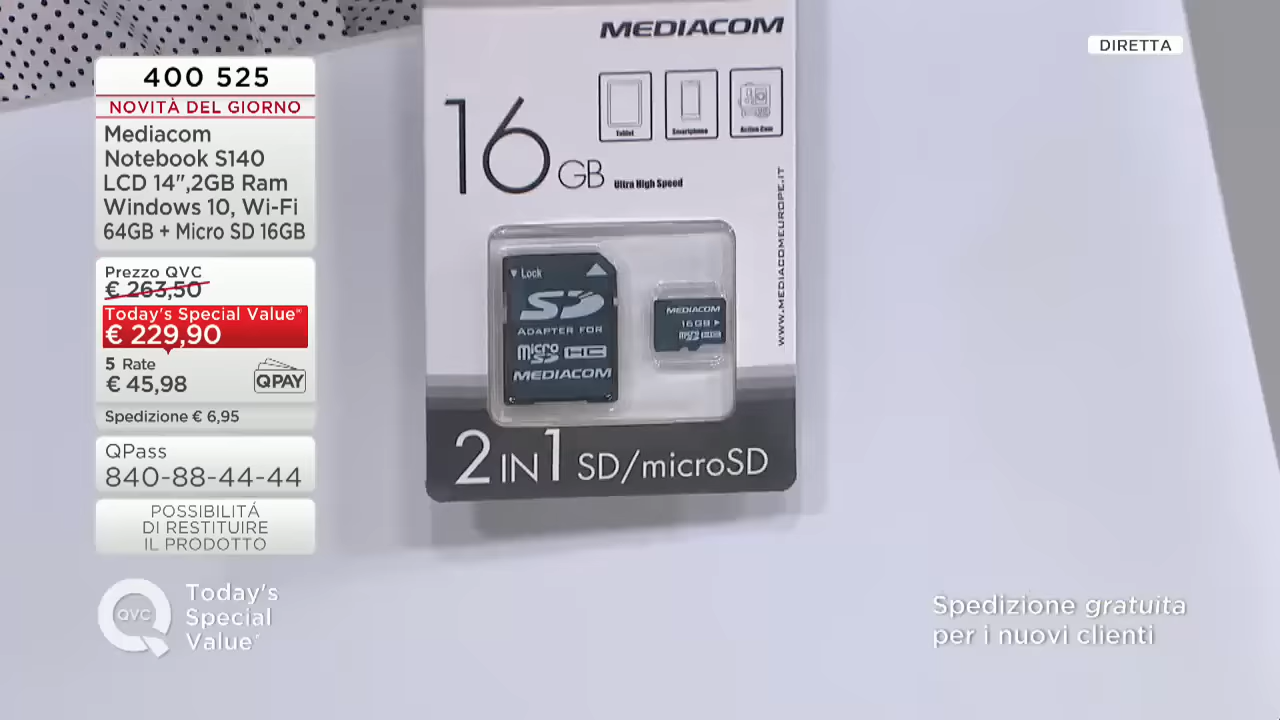 400 525
NOVITÀ DEL GIORNO
Mediacom
Notebook S140
LCD 14",2GB Ram
Windows 10, Wi-Fi
64GB + Micro SD 16GB
Prezzo QVC
€ 263,50
Today's Special Value®
€ 229,90
5 Rate
€ 45,98
QPAY
Spedizione € 6,95
QPass
840-88-44-44
POSSIBILITÁ
DI RESTITUIRE
IL PRODOTTO
QVC
Today's
Special
Value®
MEDIACOM
16 GB Ultra High Speed
Tablet
Smartphone
Action Cam
WWW.MEDIACOMEUROPE.IT
Lock
SD
ADAPTER FOR
micro SD HC
MEDIACOM
MEDIACOM
16GB
micro SD HC
2 IN 1 SD/microSD
DIRETTA
Spedizione gratuita
per i nuovi clienti